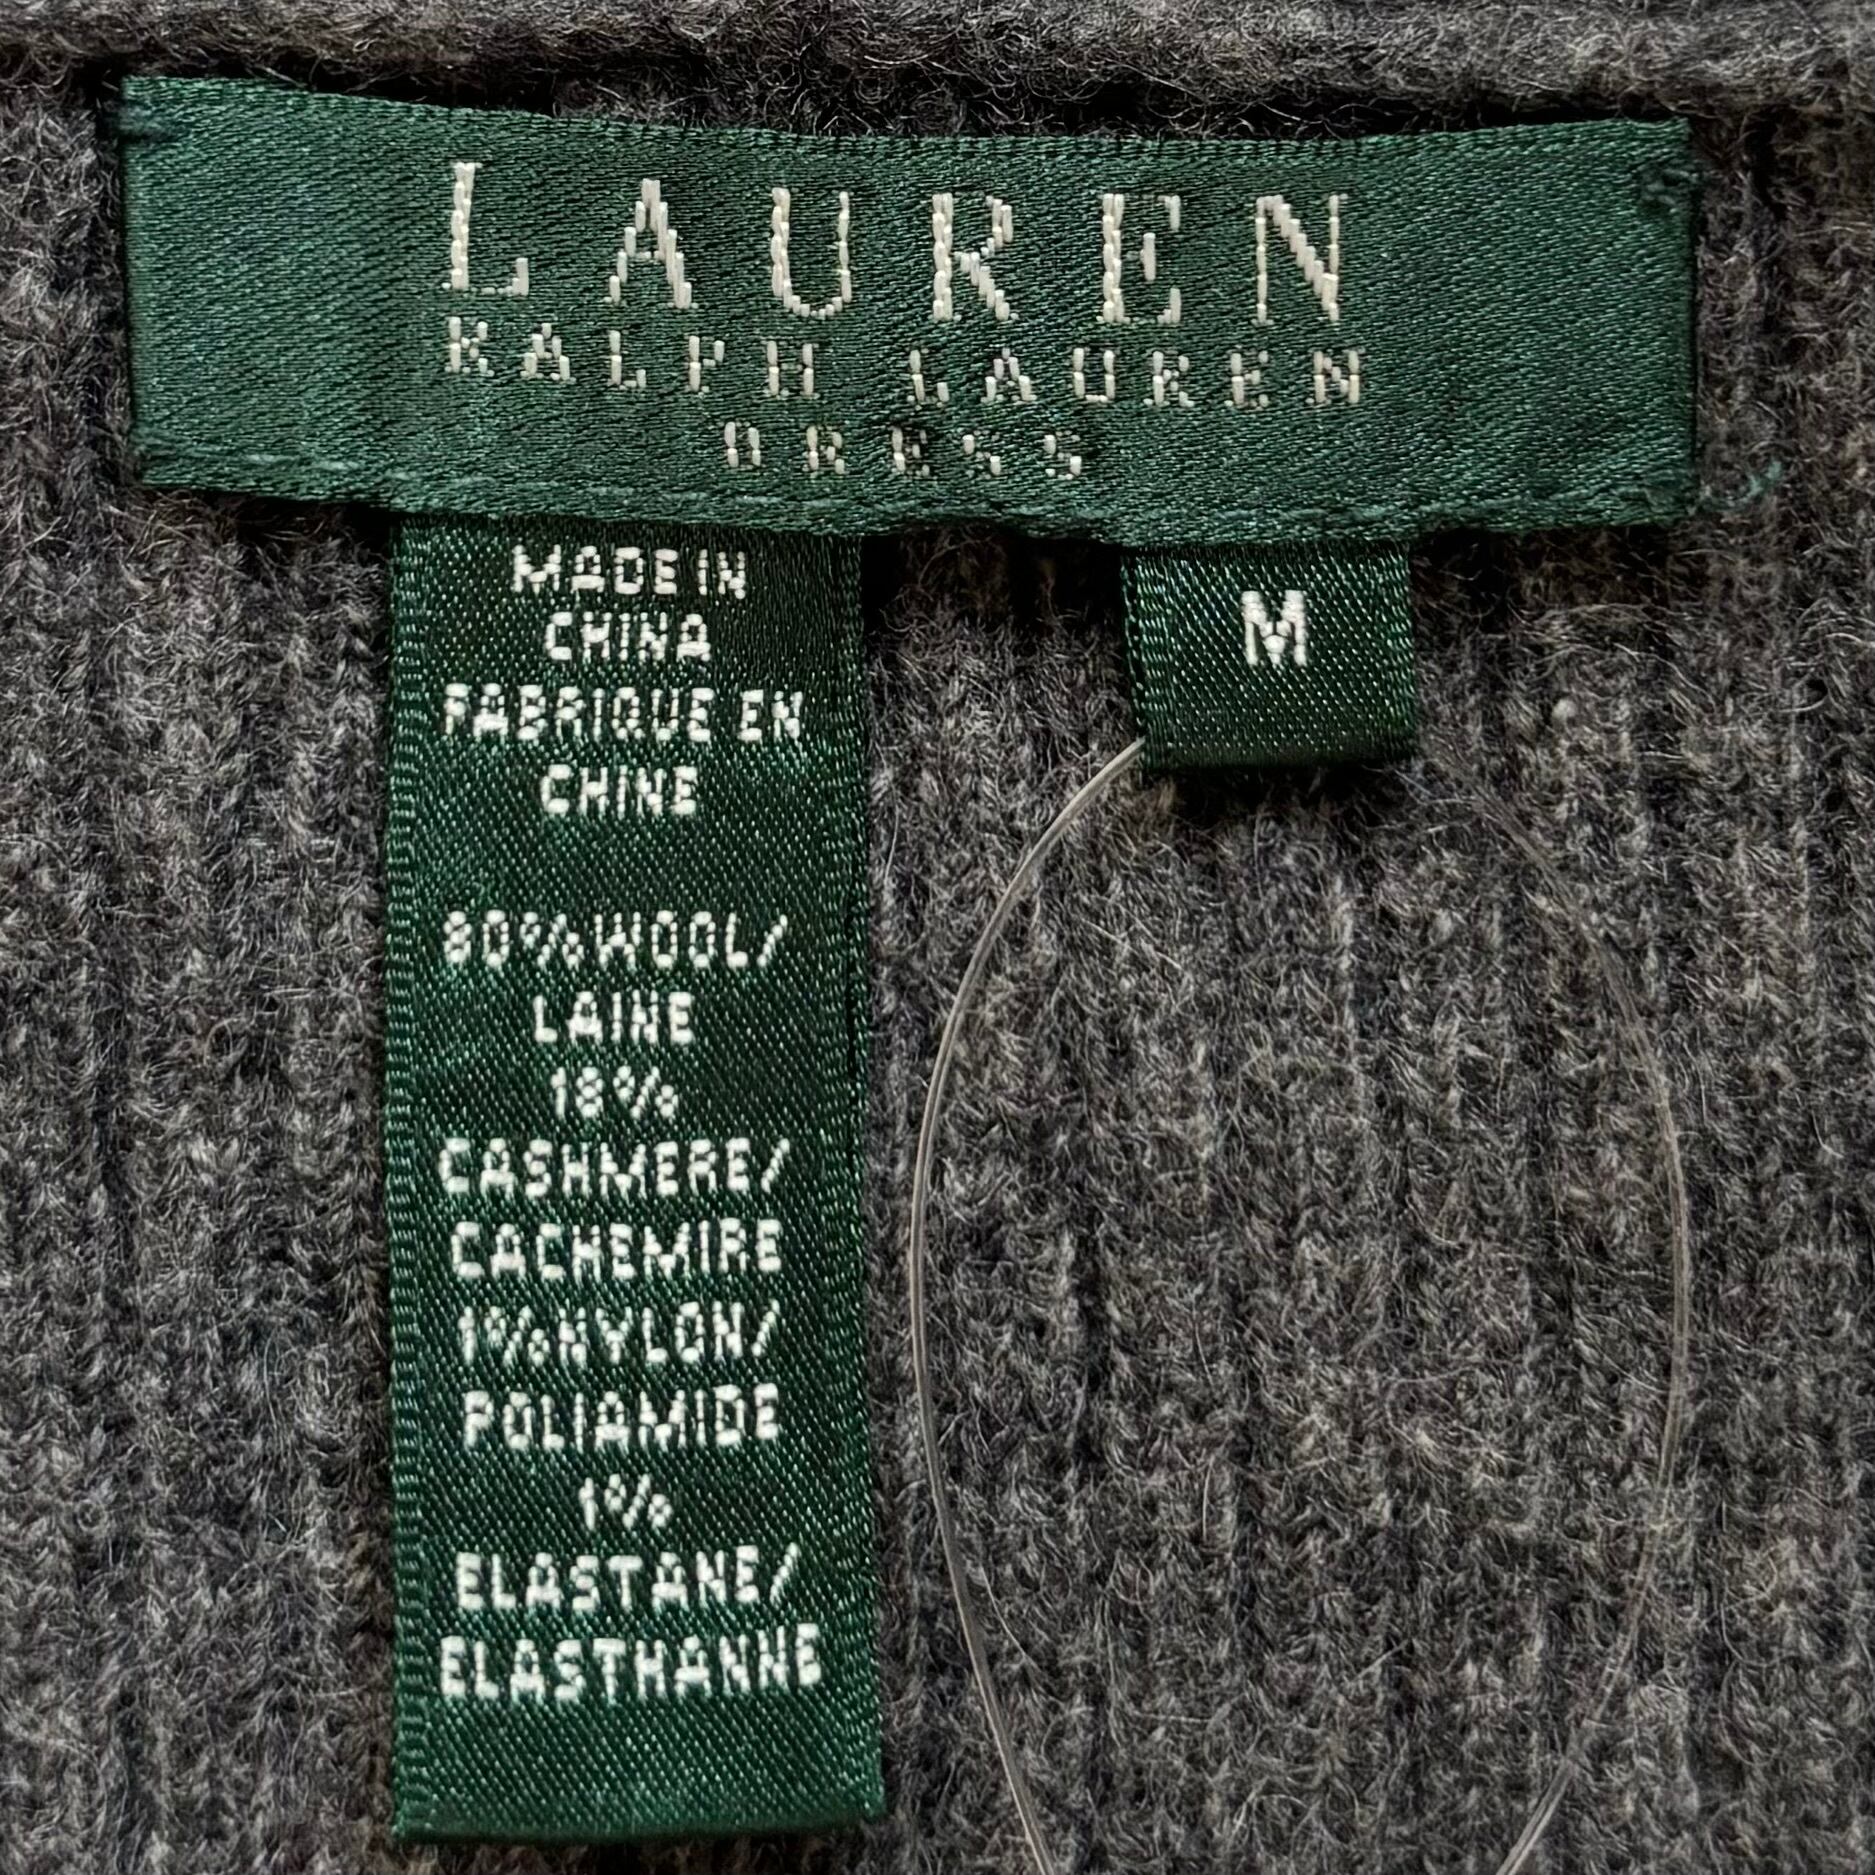 LAUREN
RALPH LAUREN
DRESS
MADE IN
CHINA
FABRIQUE EN
CHINE
80%WOOL/
LAINE
18%
CASHMERE/
CACHEMIRE
1%NYLON/
POLIAMIDE
1%
ELASTANE/
ELASTHANNE
M